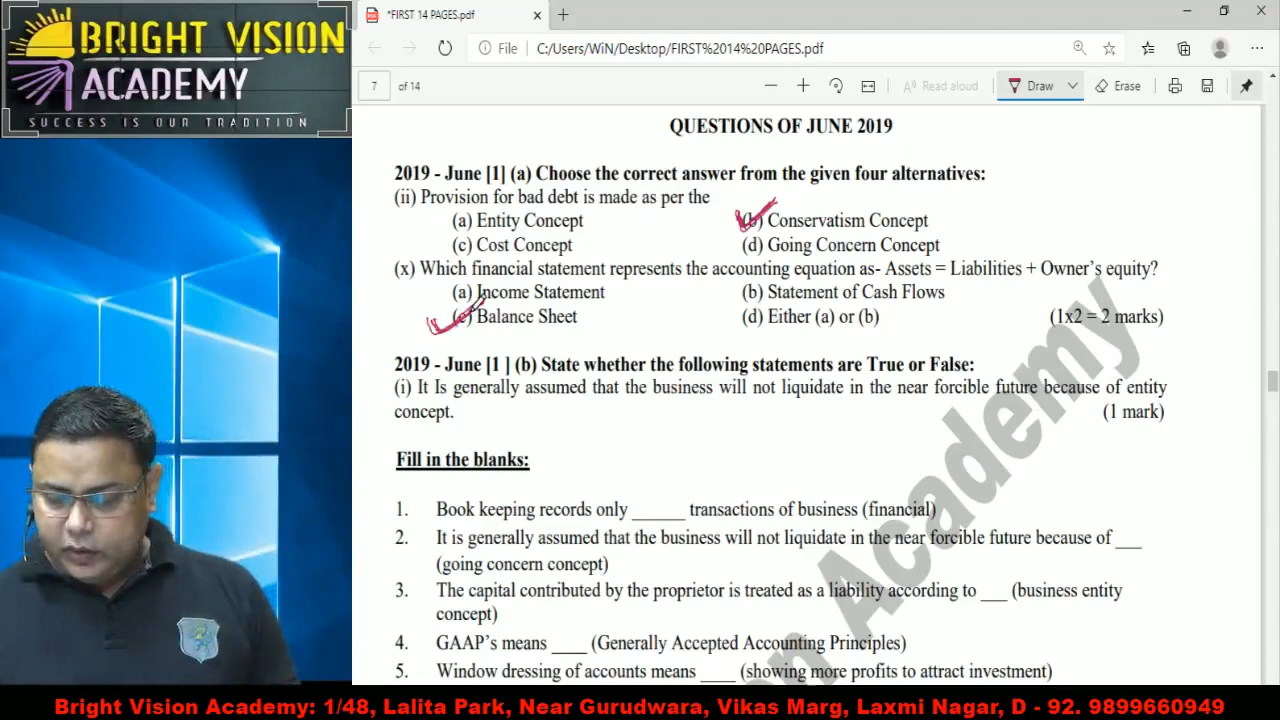 BRIGHT VISION
ACADEMY
SUCCESS IS OUR TRADITION
*FIRST 14 PAGES.pdf
File
C:/Users/WiN/Desktop/FIRST%2014%20PAGES.pdf
7 of 14
Read aloud
Draw
Erase
QUESTIONS OF JUNE 2019
2019 - June [1] (a) Choose the correct answer from the given four alternatives:
(ii) Provision for bad debt is made as per the
(a) Entity Concept (b) Conservatism Concept
(c) Cost Concept (d) Going Concern Concept
(x) Which financial statement represents the accounting equation as- Assets = Liabilities + Owner's equity?
(a) Income Statement (b) Statement of Cash Flows
(c) Balance Sheet (d) Either (a) or (b) (1x2 = 2 marks)
2019 - June [1 ] (b) State whether the following statements are True or False:
(i) It Is generally assumed that the business will not liquidate in the near forcible future because of entity
concept. (1 mark)
Fill in the blanks:
1. Book keeping records only ______ transactions of business (financial)
2. It is generally assumed that the business will not liquidate in the near forcible future because of ___
(going concern concept)
3. The capital contributed by the proprietor is treated as a liability according to ___ (business entity
concept)
4. GAAP's means ____ (Generally Accepted Accounting Principles)
5. Window dressing of accounts means ____ (showing more profits to attract investment)
n Academy
Bright Vision Academy: 1/48, Lalita Park, Near Gurudwara, Vikas Marg, Laxmi Nagar, D - 92. 9899660949